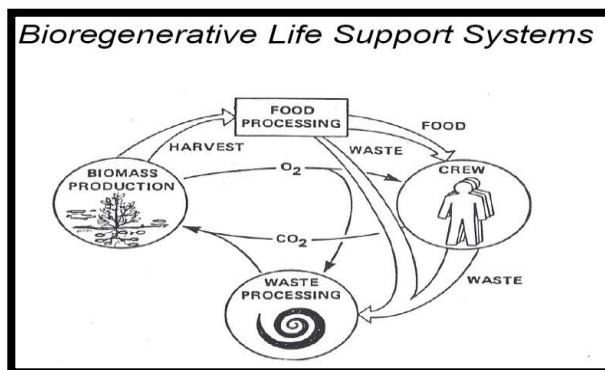 Bioregenerative Life Support Systems
FOOD
PROCESSING
FOOD
HARVEST
WASTE
BIOMASS
PRODUCTION
O2
CREW
CO2
WASTE
WASTE
PROCESSING